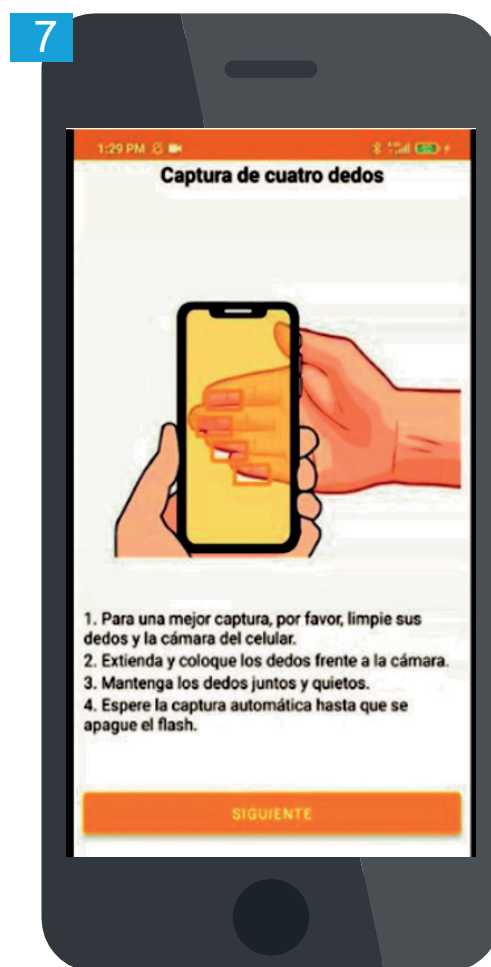 7
1:29 PM
Captura de cuatro dedos
1. Para una mejor captura, por favor, limpie sus
dedos y la cámara del celular.
2. Extienda y coloque los dedos frente a la cámara.
3. Mantenga los dedos juntos y quietos.
4. Espere la captura automática hasta que se
apague el flash.
SIGUIENTE